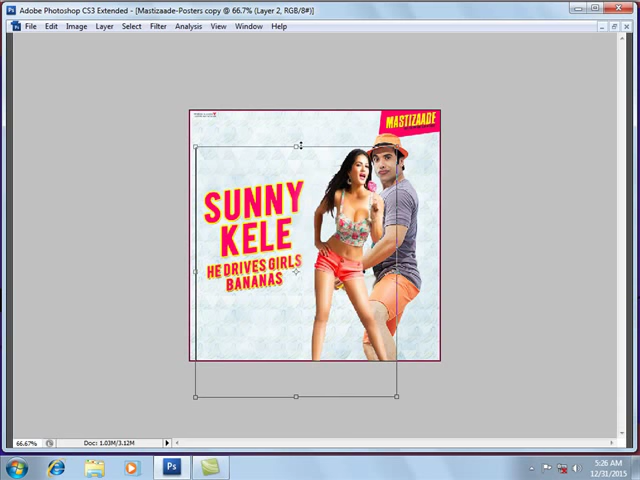 Adobe Photoshop CS3 Extended - [Mastizaade-Posters copy @ 66.7% (Layer 2, RGB/8#)]
File Edit Image Layer Select Filter Analysis View Window Help
MASTIZAADE
SUNNY
KELE
HE DRIVES GIRLS
BANANAS
66.67%
Doc: 1.03M/3.12M
Ps
5:26 AM
12/31/2015